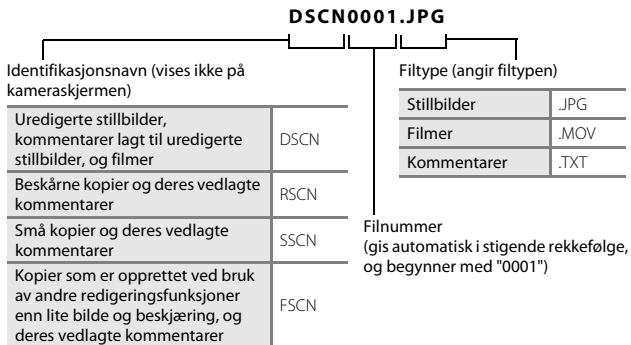 DSCN0001.JPG
Identifikasjonsnavn (vises ikke på
kameraskjermen)
Uredigerte stillbilder,
kommentarer lagt til uredigerte
stillbilder, og filmer
DSCN
Beskårne kopier og deres vedlagte
kommentarer
RSCN
Små kopier og deres vedlagte
kommentarer
SSCN
Kopier som er opprettet ved bruk
av andre redigeringsfunksjoner
enn lite bilde og beskjæring, og
deres vedlagte kommentarer
FSCN
Filtype (angir filtypen)
Stillbilder .JPG
Filmer .MOV
Kommentarer .TXT
Filnummer
(gis automatisk i stigende rekkefølge,
og begynner med "0001")